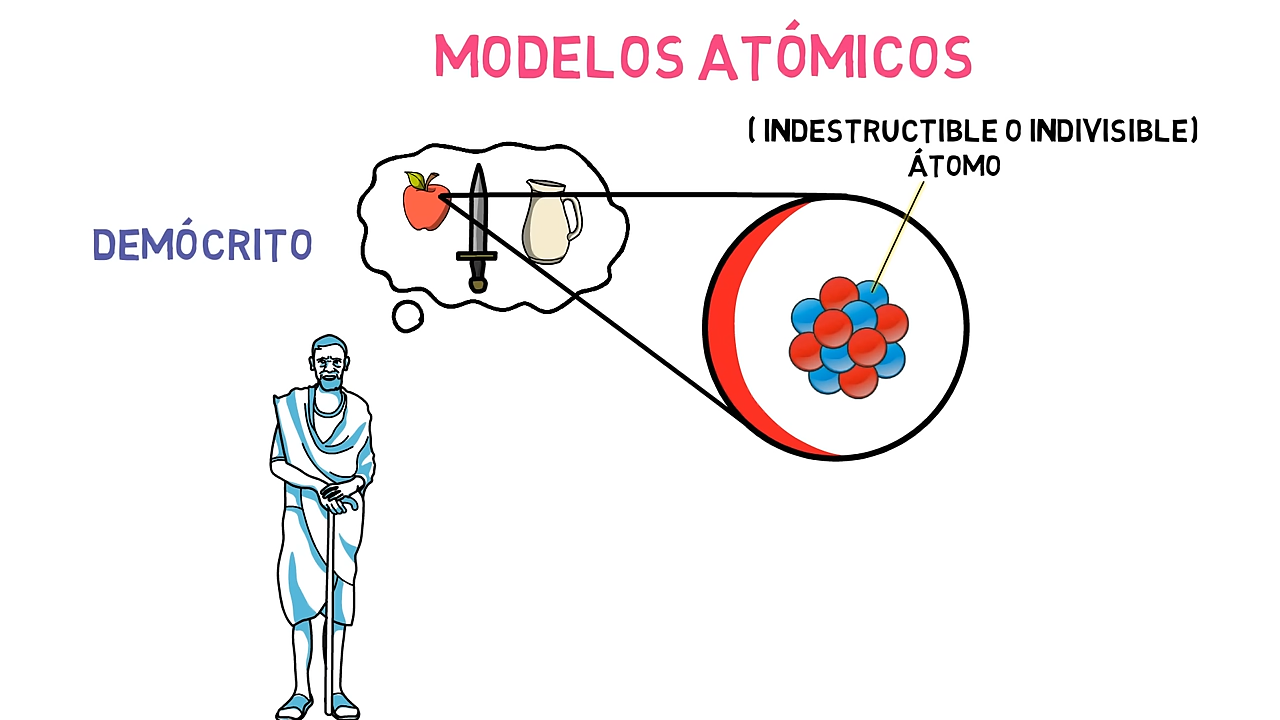 MODELOS ATÓMICOS
( INDESTRUCTIBLE O INDIVISIBLE)
ÁTOMO
DEMÓCRITO